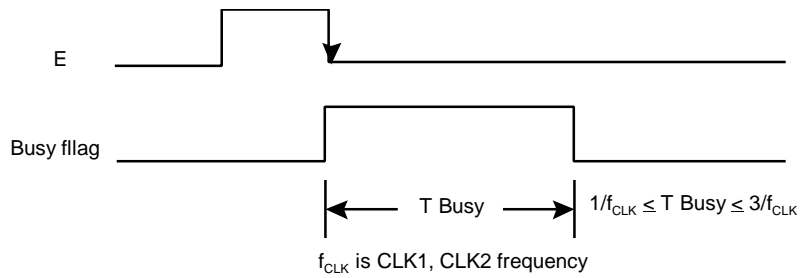 E
Busy fllag
T Busy
1/fCLK ≤ T Busy ≤ 3/fCLK
fCLK is CLK1, CLK2 frequency